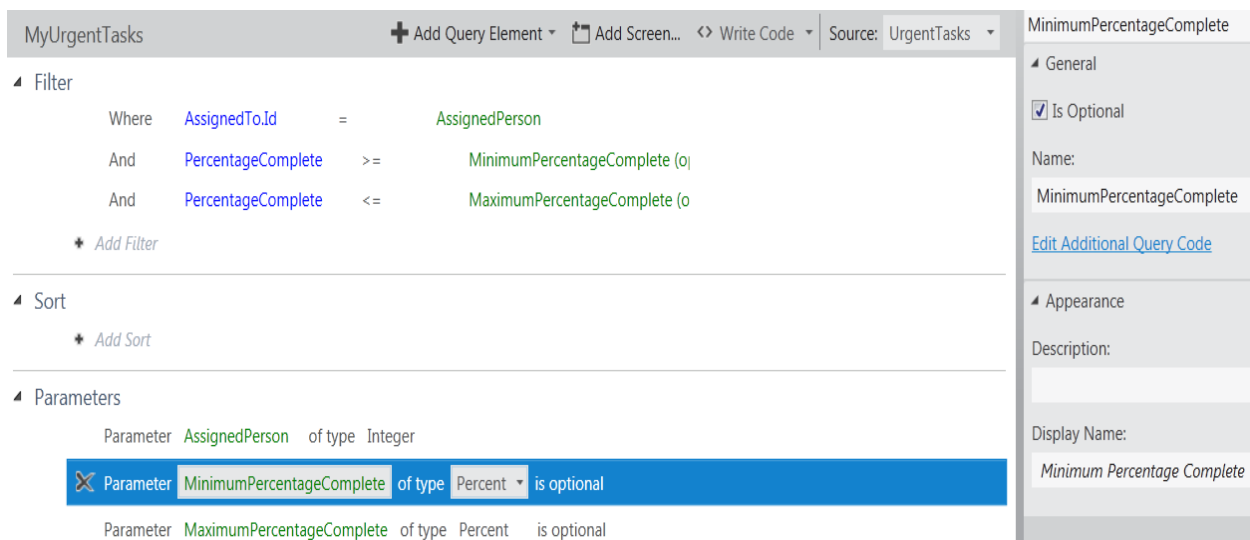 MyUrgentTasks Add Query Element Add Screen... <> Write Code Source: UrgentTasks
Filter
Where AssignedTo.Id = AssignedPerson
And PercentageComplete >= MinimumPercentageComplete (op
And PercentageComplete <= MaximumPercentageComplete (o
Add Filter
Sort
Add Sort
Parameters
Parameter AssignedPerson of type Integer
Parameter MinimumPercentageComplete of type Percent is optional
Parameter MaximumPercentageComplete of type Percent is optional
MinimumPercentageComplete
General
Is Optional
Name:
MinimumPercentageComplete
Edit Additional Query Code
Appearance
Description:
Display Name:
Minimum Percentage Complete